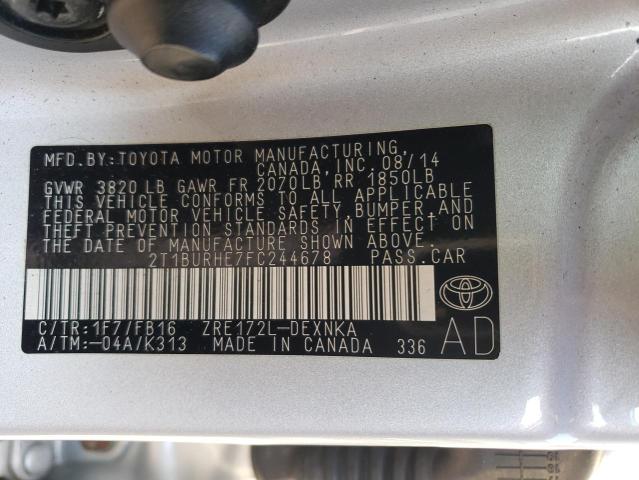 MFD.BY:TOYOTA MOTOR MANUFACTURING,
CANADA,INC. 08/14
GVWR 3820 LB GAWR FR 2070LB RR 1850LB
THIS VEHICLE CONFORMS TO ALL APPLICABLE
FEDERAL MOTOR VEHICLE SAFETY,BUMPER,AND
THEFT PREVENTION STANDARDS IN EFFECT ON
THE DATE OF MANUFACTURE SHOWN ABOVE.
2T1BURHE7FC244678 PASS.CAR
C/TR:1F7/FB16 ZRE172L-DEXNKA
A/TM:-04A/K313 MADE IN CANADA 336 AD